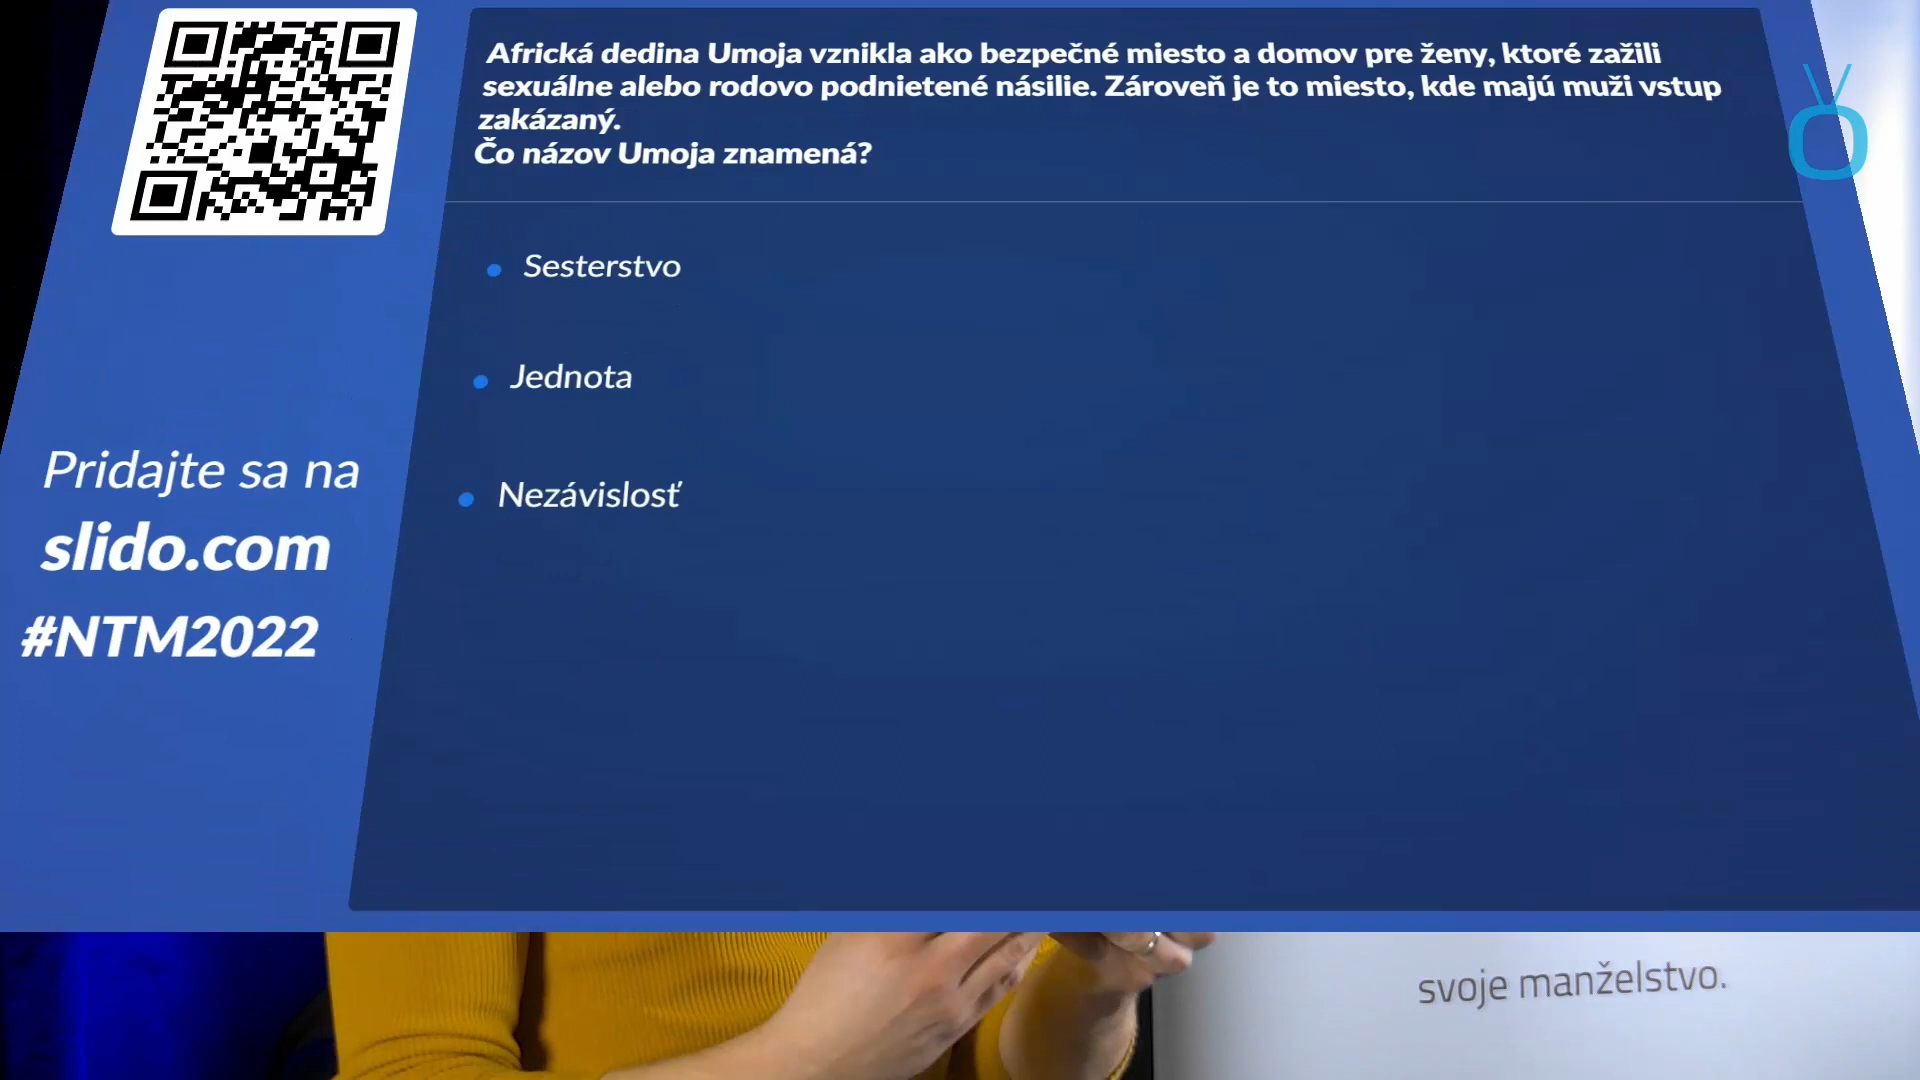 Africká dedina Umoja vznikla ako bezpečné miesto a domov pre ženy, ktoré zažili
sexuálne alebo rodovo podnietené násilie. Zároveň je to miesto, kde majú muži vstup
zakázaný.
Čo názov Umoja znamená?
Sesterstvo
Jednota
Nezávislosť
Pridajte sa na
slido.com
#NTM2022
svoje manželstvo.